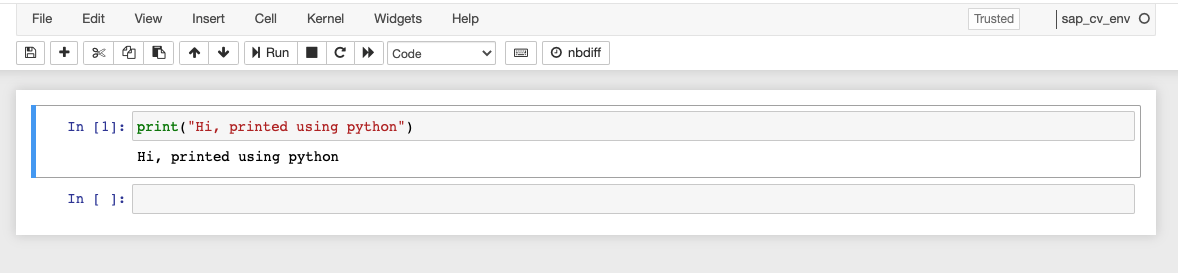 File Edit View Insert Cell Kernel Widgets Help Trusted sap_cv_env
Run Code nbdiff
In [1]: print("Hi, printed using python")
Hi, printed using python
In [ ]: